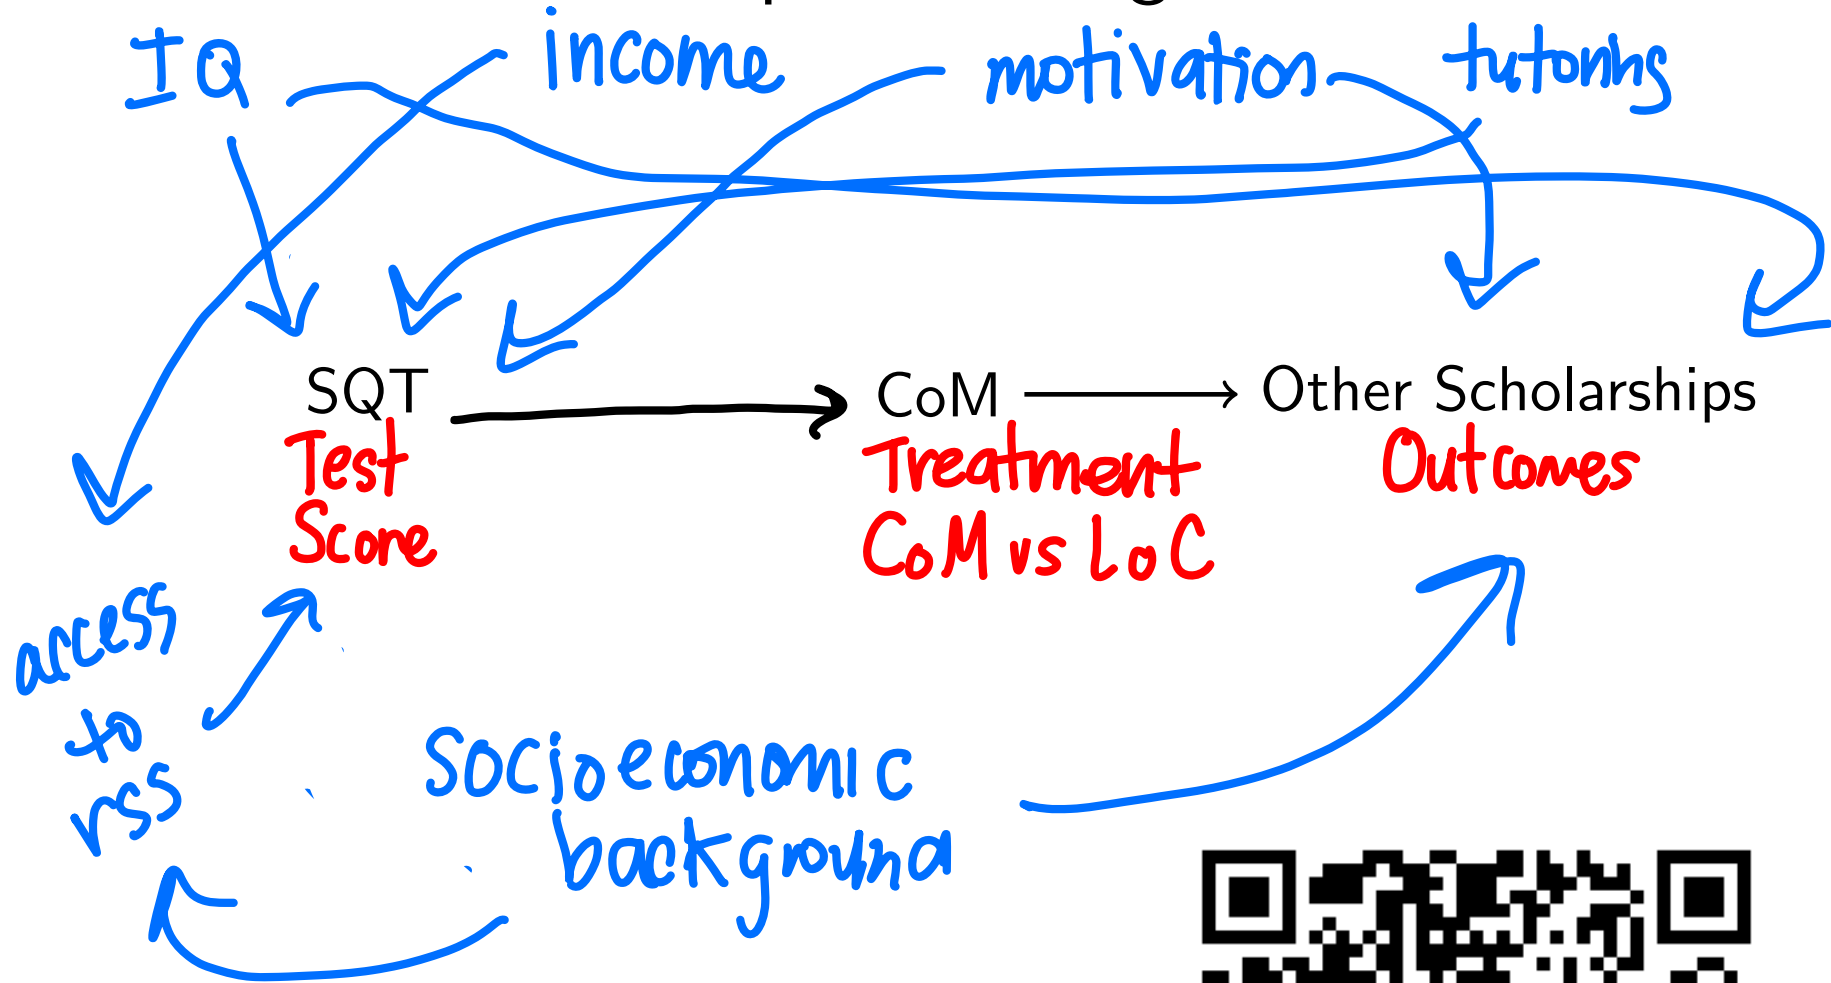 IQ income motivation tutoring
SQT CoM Other Scholarships
Test Treatment Outcomes
Score CoM vs LoC
access
to
rss
Socioeconomic
background